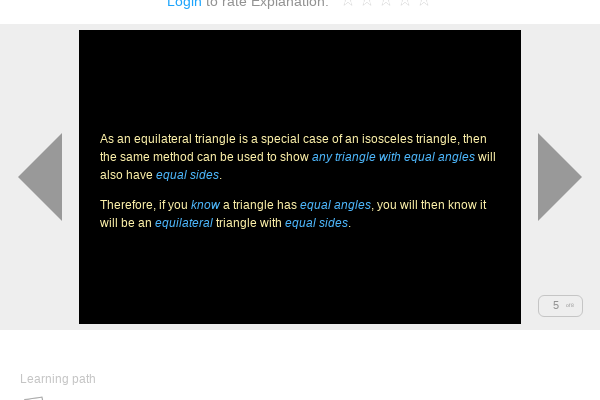 Login to rate Explanation: ☆ ☆ ☆ ☆ ☆
As an equilateral triangle is a special case of an isosceles triangle, then
the same method can be used to show any triangle with equal angles will
also have equal sides.
Therefore, if you know a triangle has equal angles, you will then know it
will be an equilateral triangle with equal sides.
5
Learning path